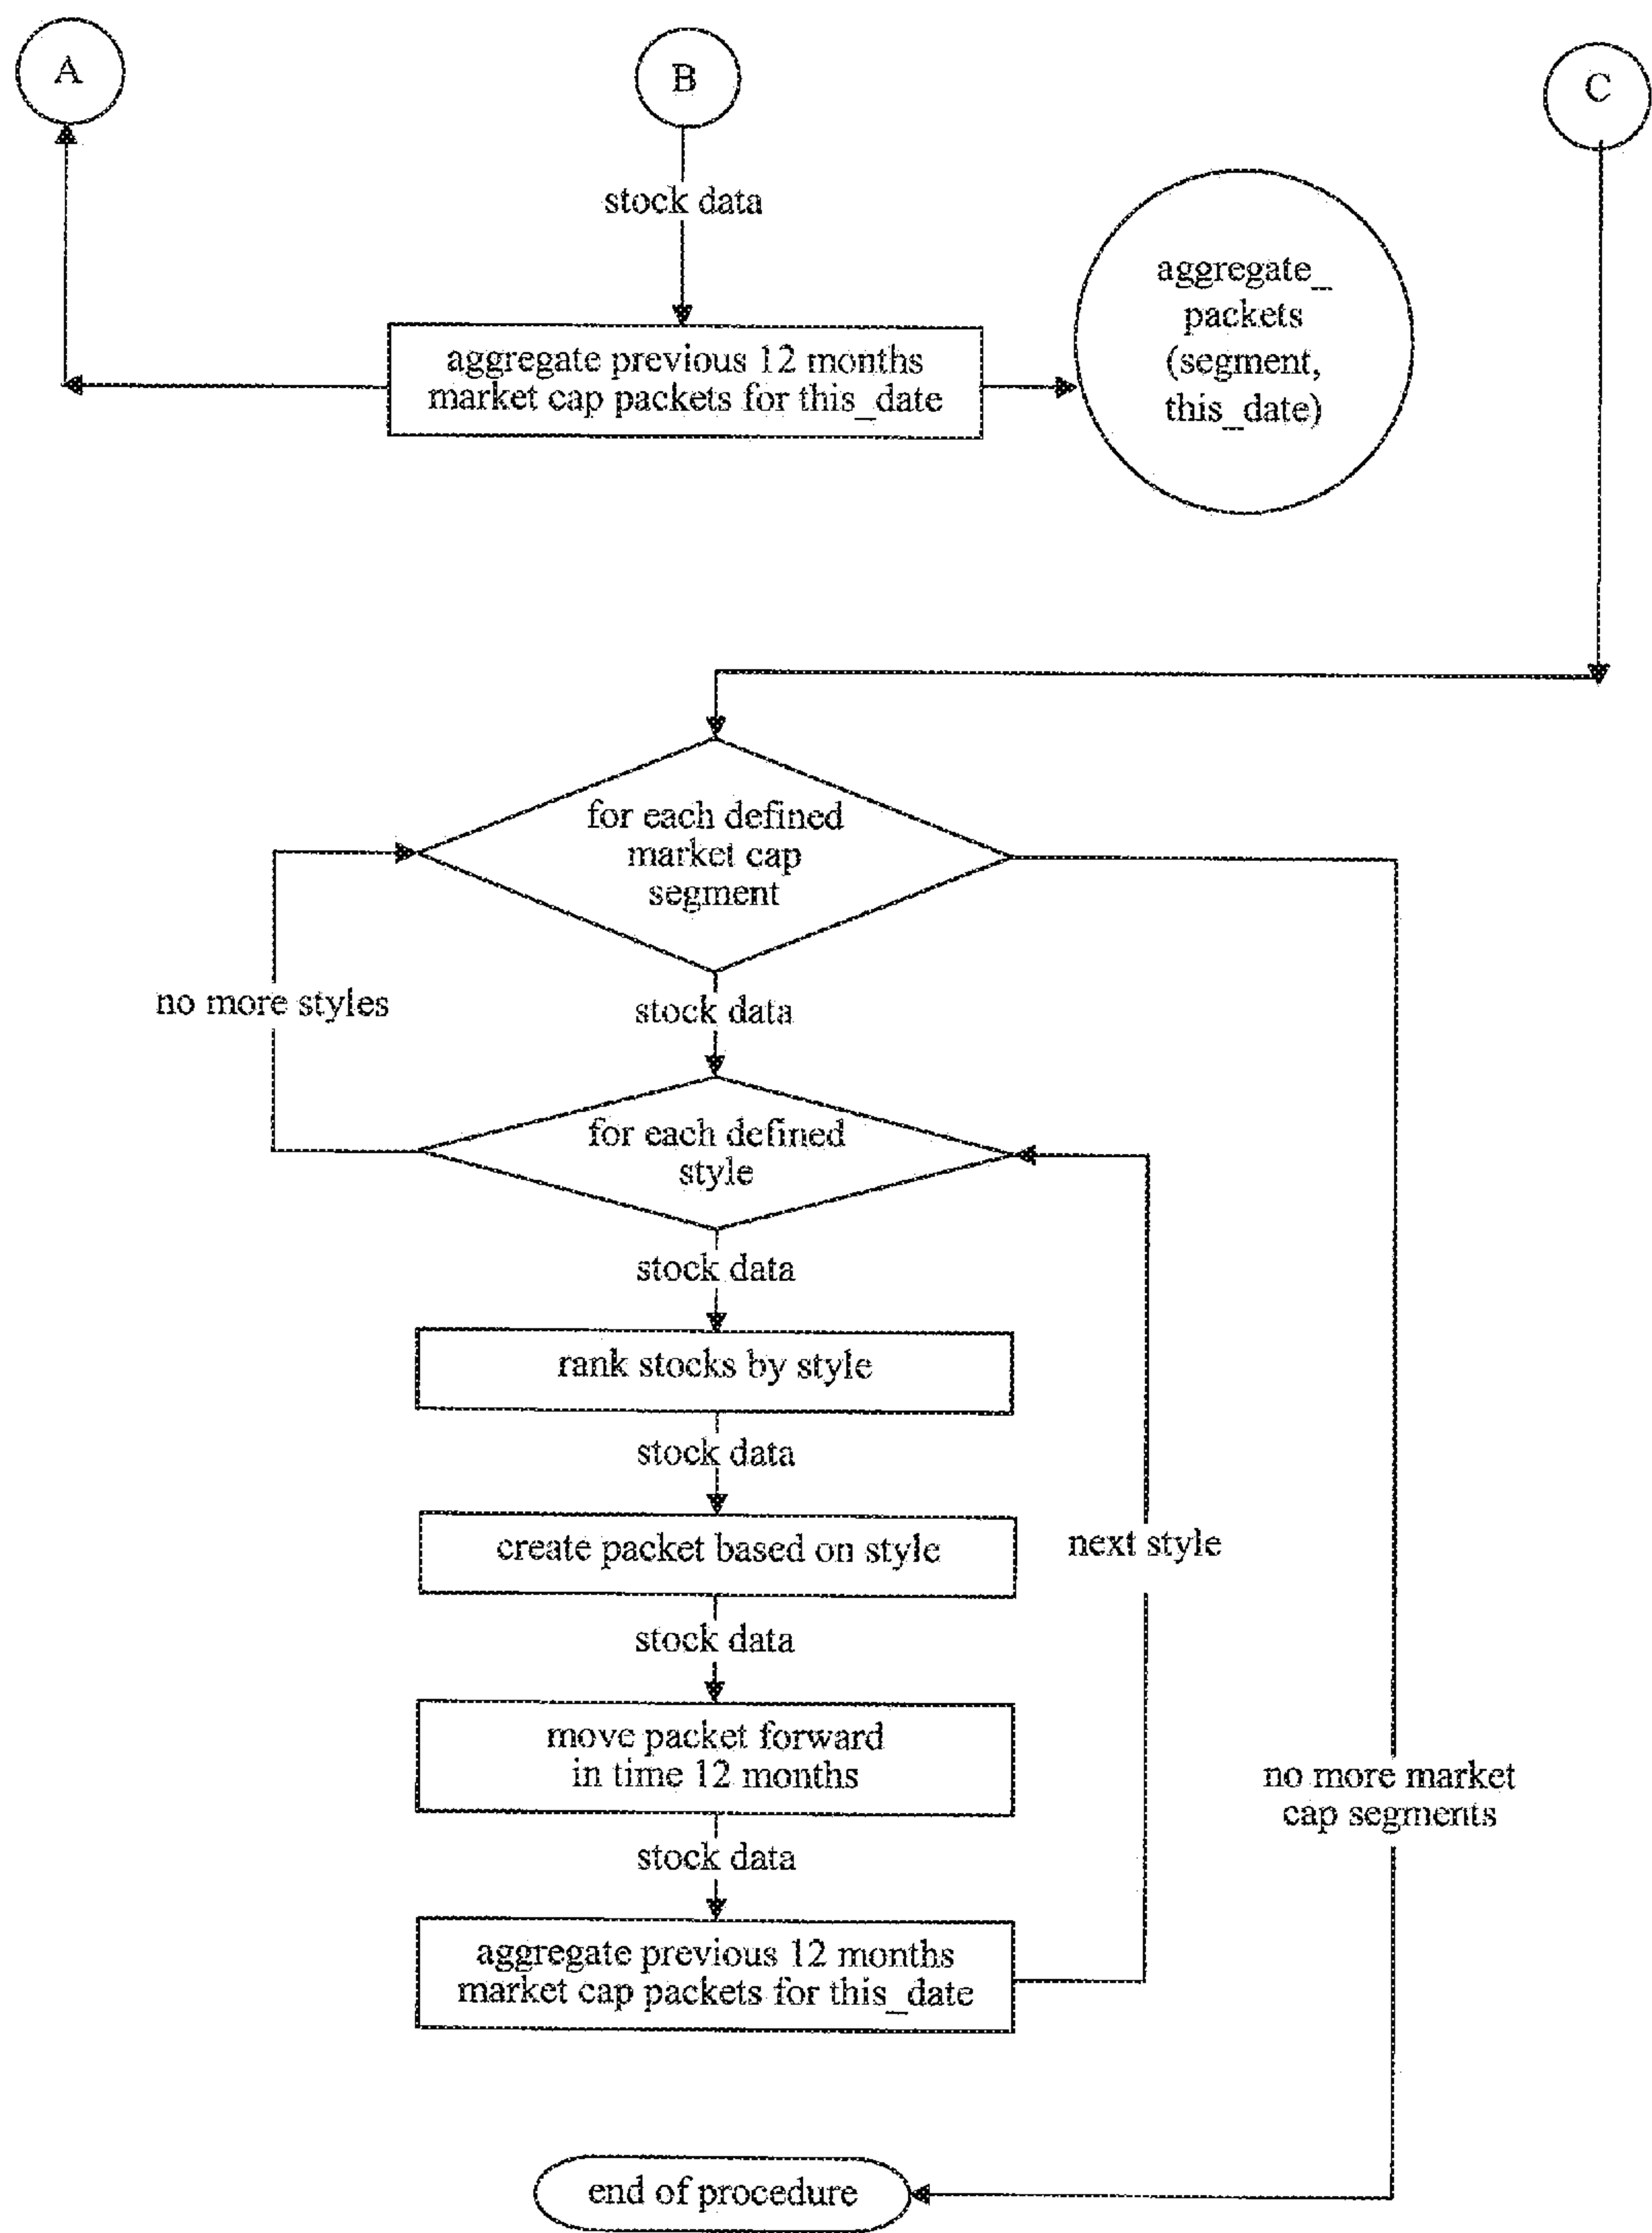 A
B
C
stock data
aggregate_
packets
(segment,
this_date)
aggregate previous 12 months
market cap packets for this_date
for each defined
market cap
segment
no more styles
stock data
for each defined
style
stock data
rank stocks by style
stock data
create packet based on style
next style
stock data
move packet forward
in time 12 months
no more market
cap segments
stock data
aggregate previous 12 months
market cap packets for this_date
end of procedure